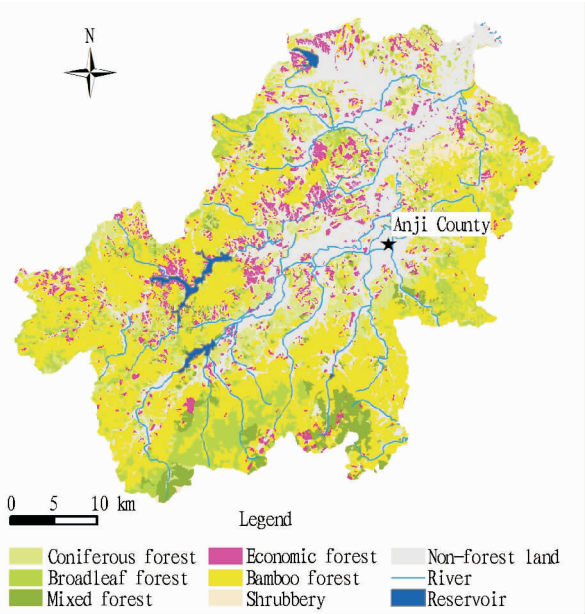 N
Anji County
0 5 10 km
Legend
Coniferous forest Economic forest Non-forest land
Broadleaf forest Bamboo forest River
Mixed forest Shrubbery Reservoir